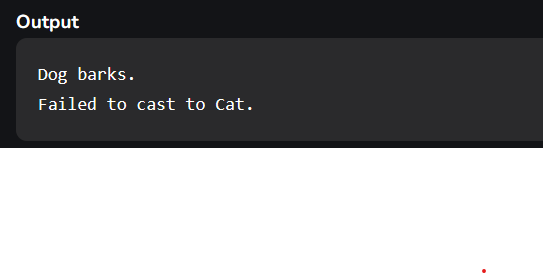 Output
Dog barks.
Failed to cast to Cat.